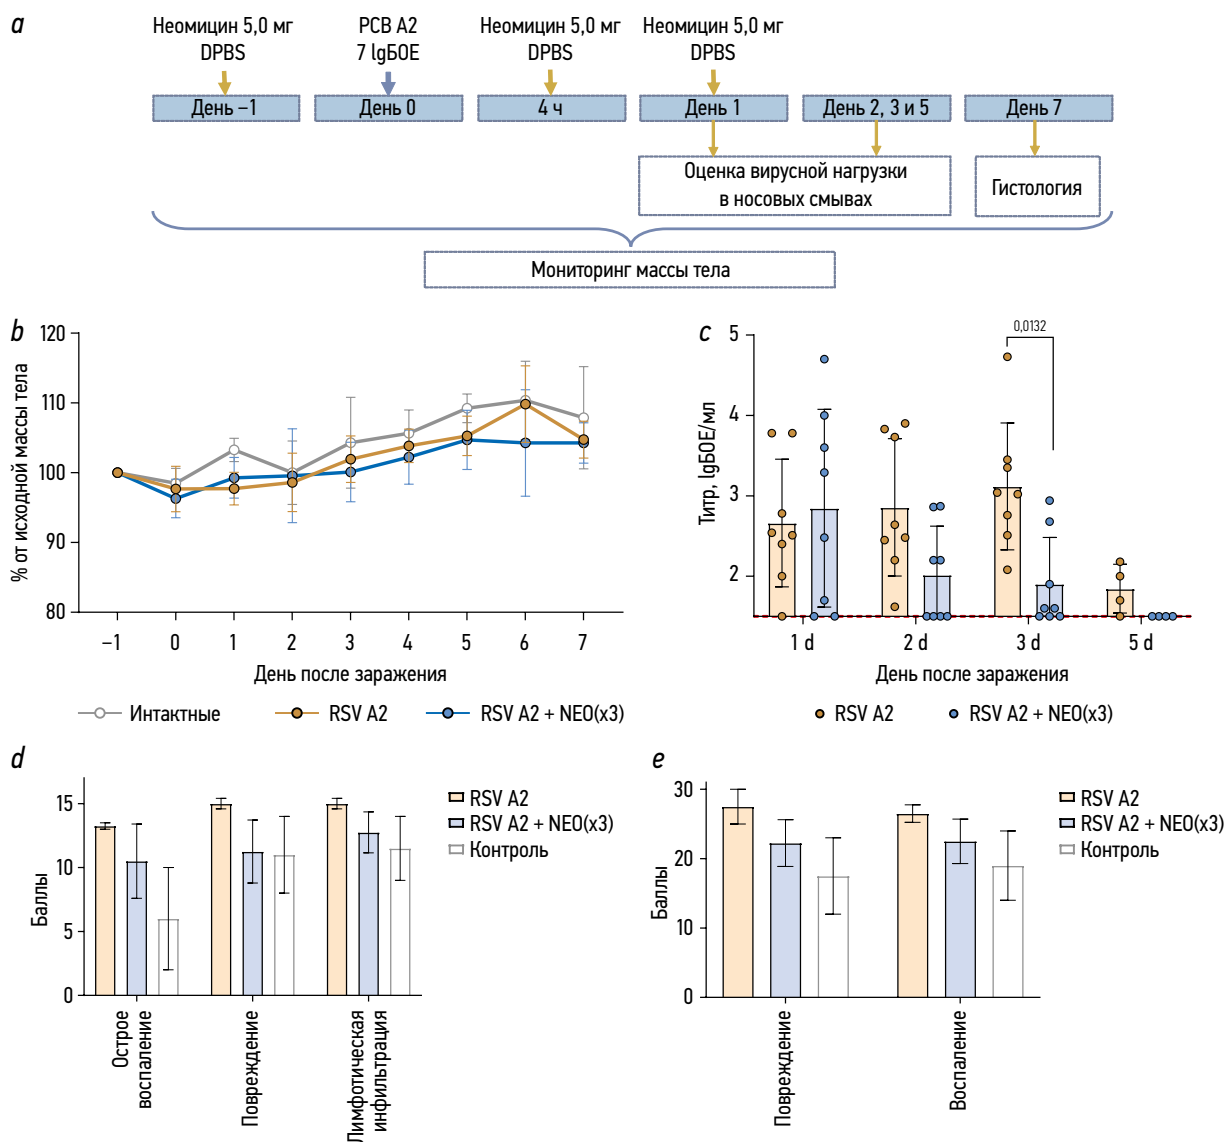 a
Неомицин 5,0 мг
DPBS
РСВ А2
7 lgБОЕ
Неомицин 5,0 мг
DPBS
Неомицин 5,0 мг
DPBS
День –1
День 0
4 ч
День 1
День 2, 3 и 5
День 7
Оценка вирусной нагрузки
в носовых смывах
Гистология
Мониторинг массы тела
b
% от исходной массы тела
120
110
100
90
80
–1 0 1 2 3 4 5 6 7
День после заражения
Интактные
RSV A2
RSV A2 + NEO(x3)
c
Титр, lgБОЕ/мл
5
4
3
2
0,0132
1 d 2 d 3 d 5 d
День после заражения
RSV A2
RSV A2 + NEO(x3)
d
Баллы
15
10
5
0
Острое
воспаление
Повреждение
Лимфотическая
инфильтрация
RSV A2
RSV A2 + NEO(x3)
Контроль
e
Баллы
30
20
10
0
Повреждение
Воспаление
RSV A2
RSV A2 + NEO(x3)
Контроль